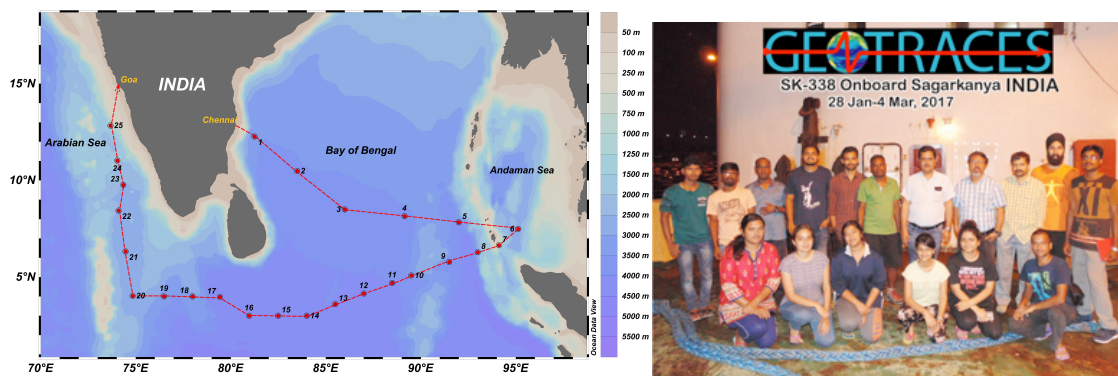 15°N
10°N
5°N
70°E
75°E
80°E
85°E
90°E
95°E
Goa
INDIA
Chennai
Arabian Sea
Bay of Bengal
Andaman Sea
1
2
3
4
5
6
7
8
9
10
11
12
13
14
15
16
17
18
19
20
21
22
23
24
25
Ocean Data View
50 m
100 m
250 m
500 m
750 m
1000 m
1250 m
1500 m
1750 m
2000 m
2500 m
3000 m
3500 m
4000 m
4500 m
5000 m
5500 m
GEOTRACES
SK-338 Onboard Sagarkanya INDIA
28 Jan-4 Mar, 2017